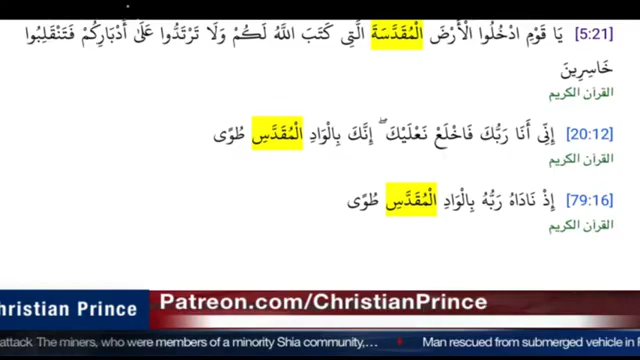 [5:21] يَا قَوْمِ ادْخُلُوا الْأَرْضَ الْمُقَدَّسَةَ الَّتِي كَتَبَ اللَّهُ لَكُمْ وَلَا تَرْتَدُّوا عَلَىٰ أَدْبَارِكُمْ فَتَنْقَلِبُوا
خَاسِرِينَ
القرآن الكريم
[20:12] إِنِّي أَنَا رَبُّكَ فَاخْلَعْ نَعْلَيْكَ ۖ إِنَّكَ بِالْوَادِ الْمُقَدَّسِ طُوًى
القرآن الكريم
[79:16] إِذْ نَادَاهُ رَبُّهُ بِالْوَادِ الْمُقَدَّسِ طُوًى
القرآن الكريم
Christian Prince
Patreon.com/ChristianPrince
attack The miners, who were members of a minority Shia community,... Man rescued from submerged vehicle in